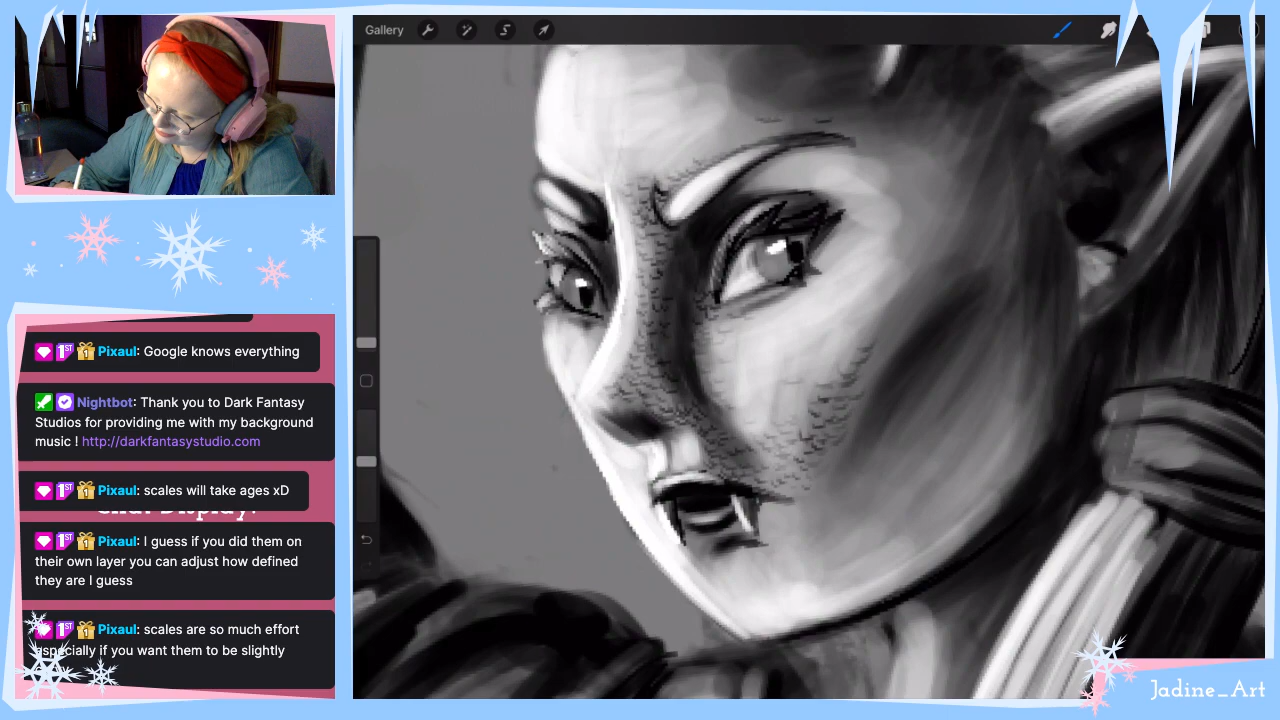 Gallery
Pixaul: Google knows everything
Nightbot: Thank you to Dark Fantasy
Studios for providing me with my background
music ! http://darkfantasystudio.com
Pixaul: scales will take ages xD
Chat Display:
Pixaul: I guess if you did them on
their own layer you can adjust how defined
they are I guess
Pixaul: scales are so much effort
especially if you want them to be slightly
Jadine_Art